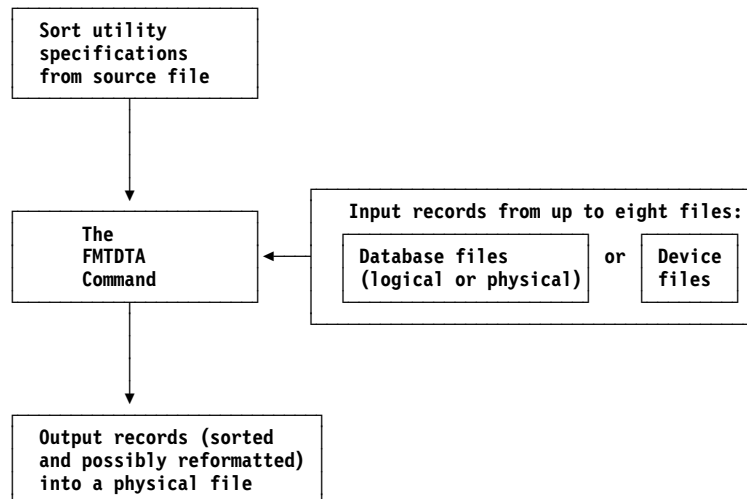 Sort utility
specifications
from source file
The
FMTDTA
Command
Input records from up to eight files:
Database files
(logical or physical)
or
Device
files
Output records (sorted
and possibly reformatted)
into a physical file